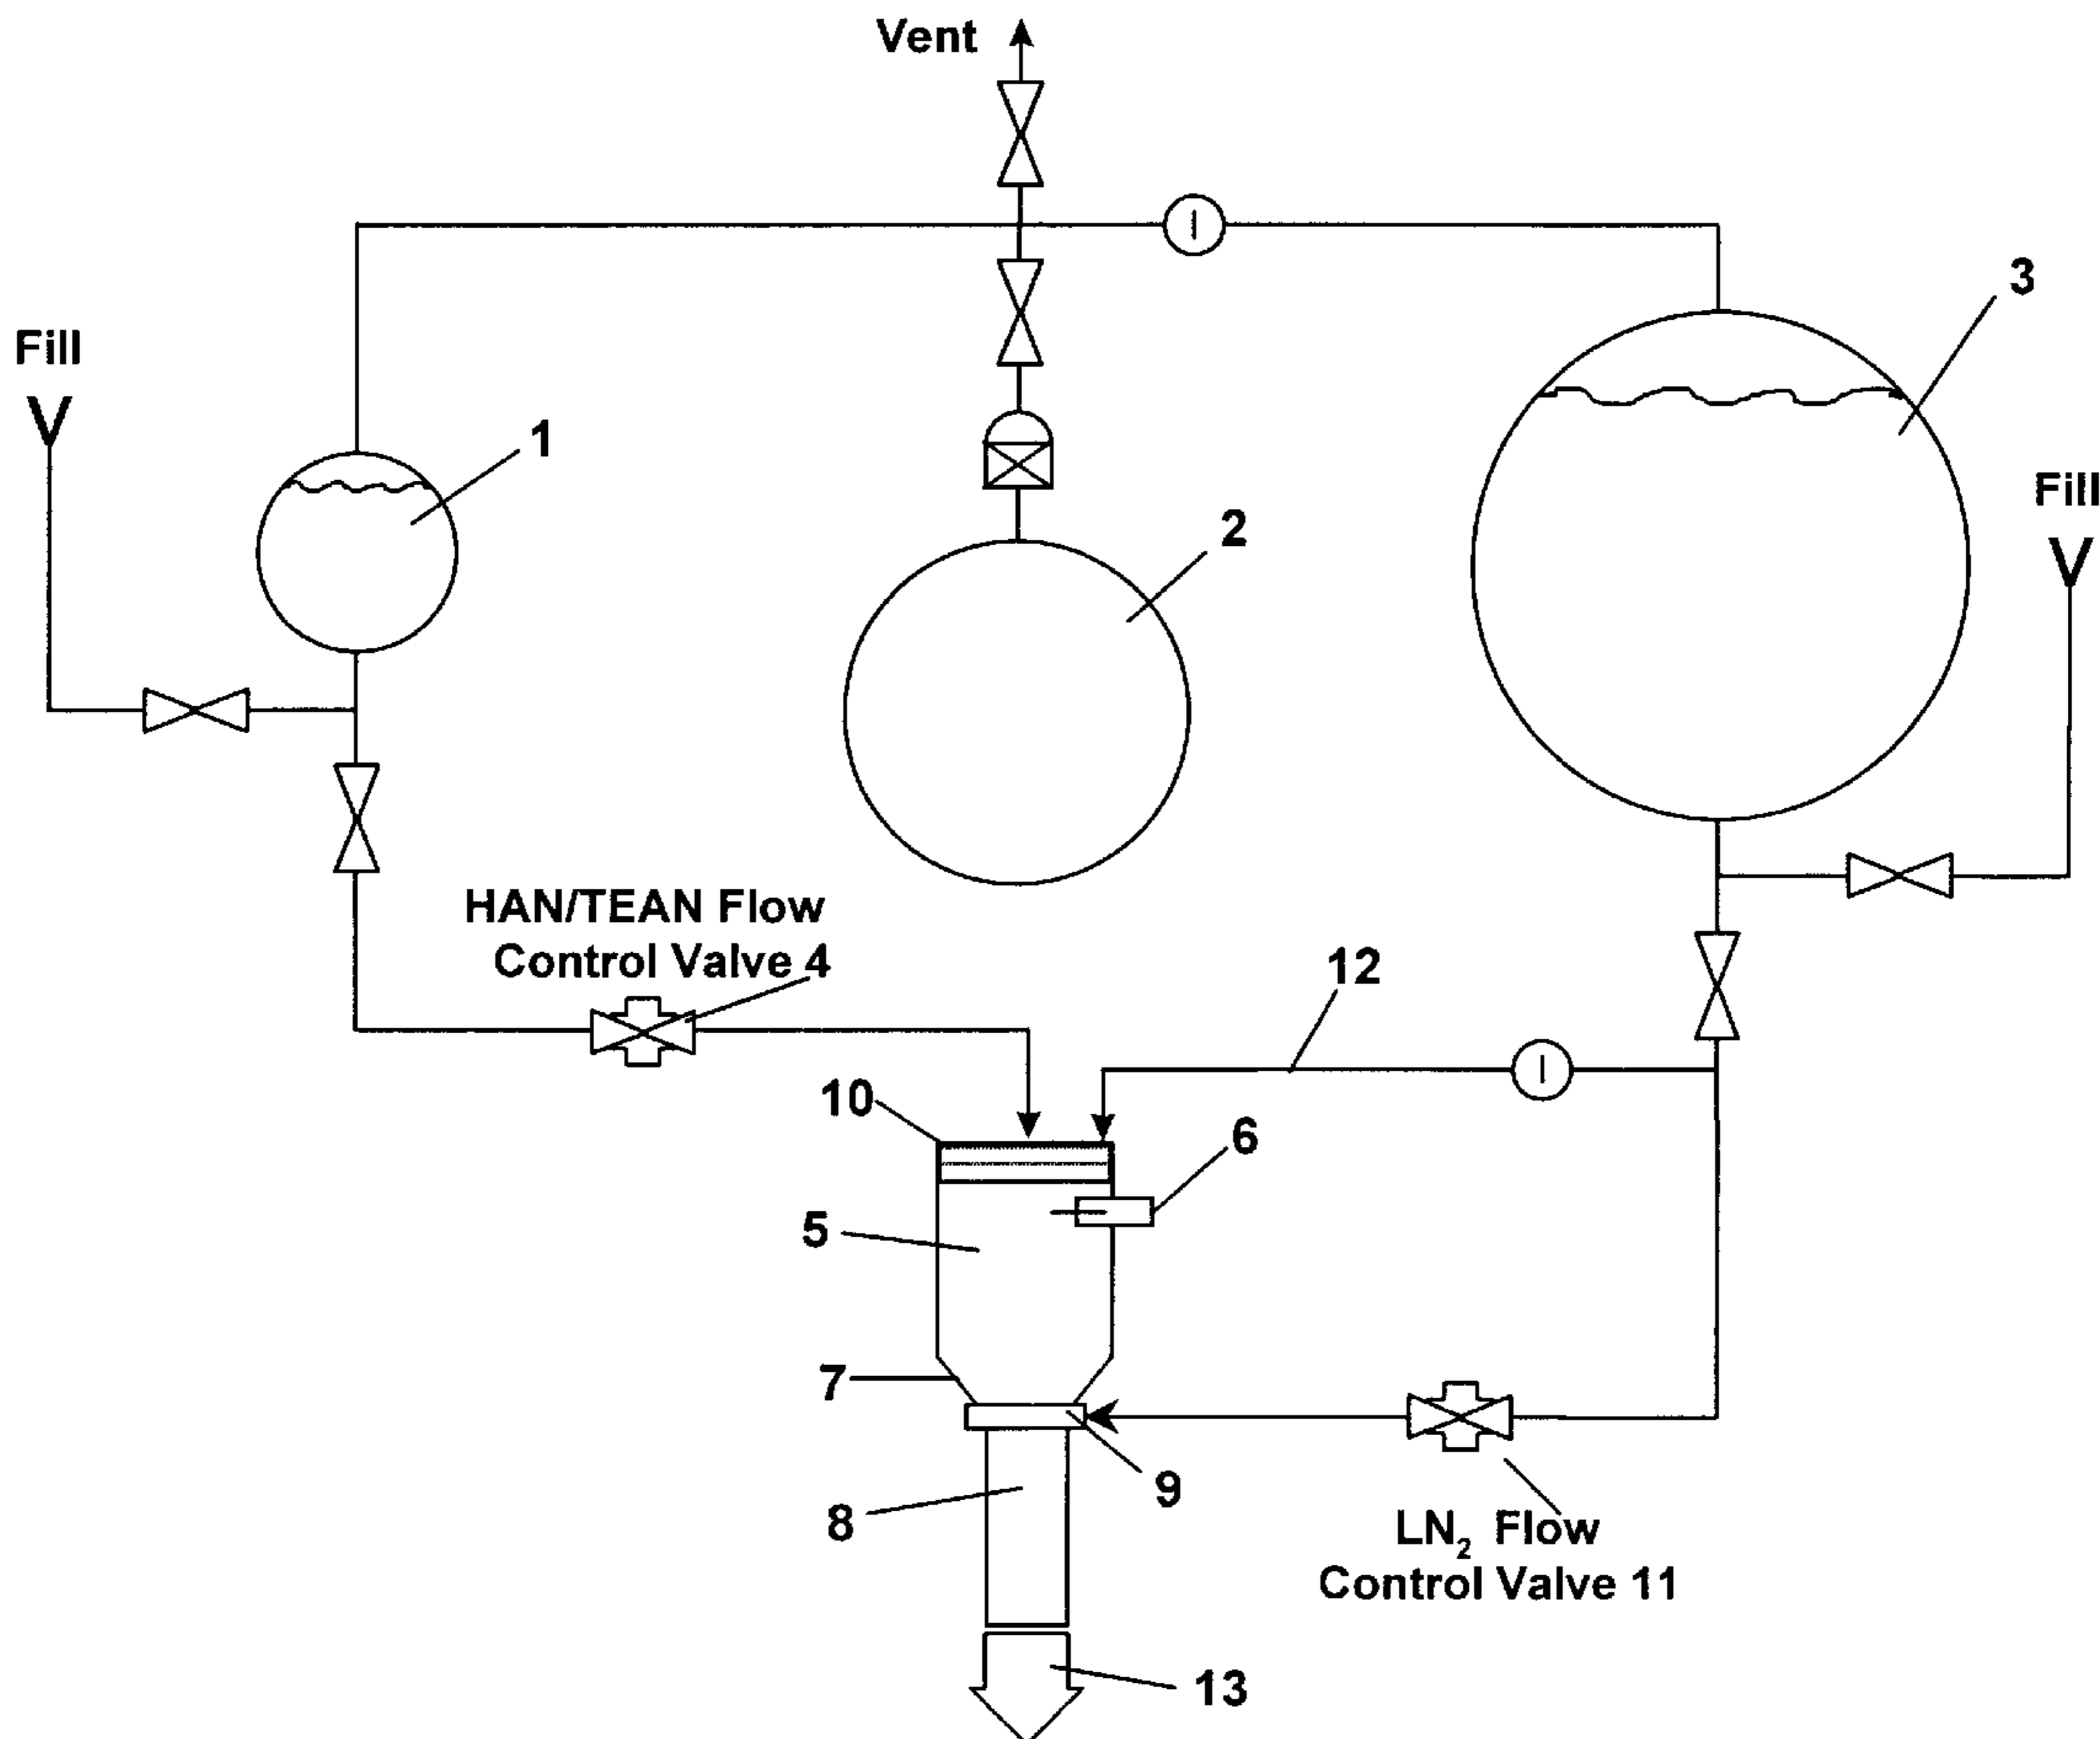 Vent
3
Fill
1
Fill
2
HAN/TEAN Flow
Control Valve 4
12
10
6
5
7
9
8
LN₂ Flow
Control Valve 11
13